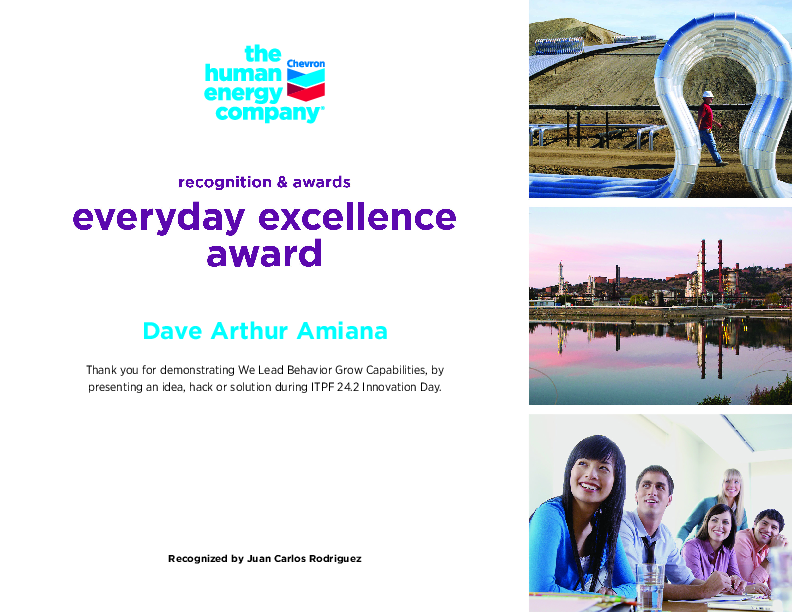 the
human
energy
company®
Chevron
recognition & awards
everyday excellence
award
Dave Arthur Amiana
Thank you for demonstrating We Lead Behavior Grow Capabilities, by
presenting an idea, hack or solution during ITPF 24.2 Innovation Day.
Recognized by Juan Carlos Rodriguez